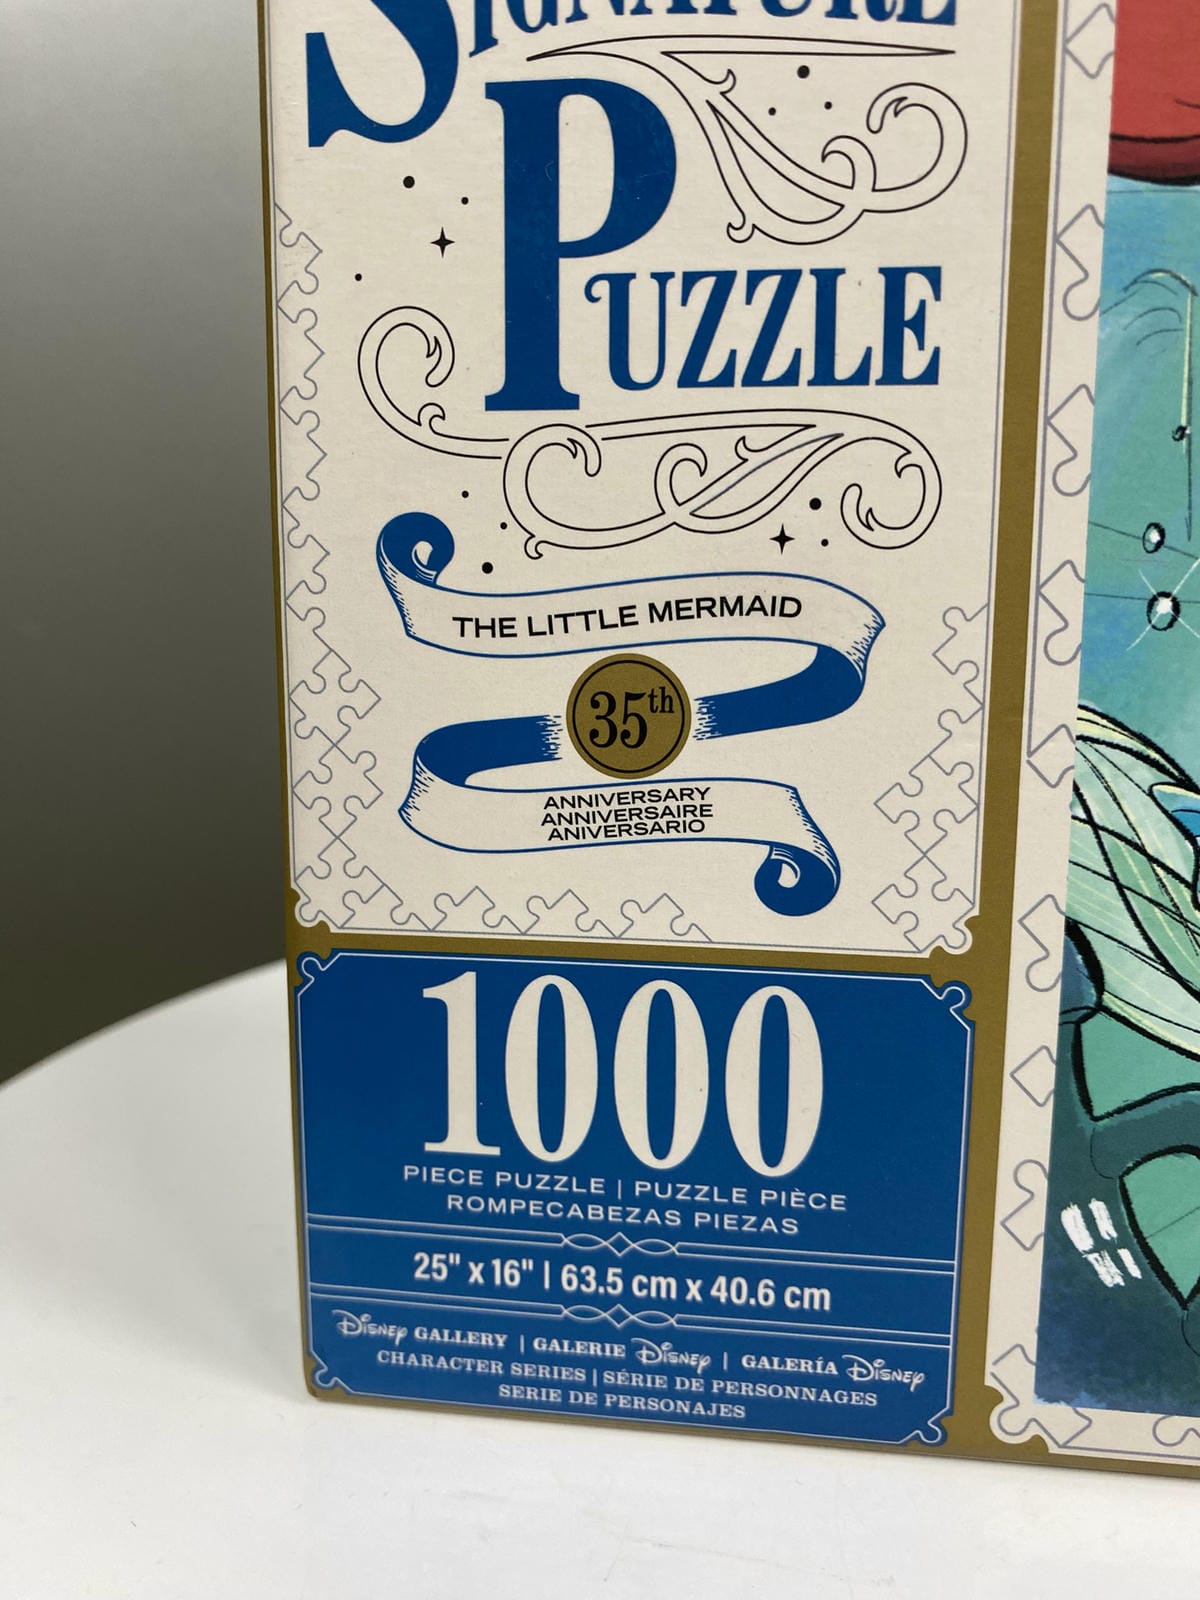 SIGNATURE
PUZZLE
THE LITTLE MERMAID
35th
ANNIVERSARY
ANNIVERSAIRE
ANIVERSARIO
1000
PIECE PUZZLE | PUZZLE PIÈCE
ROMPECABEZAS PIEZAS
25" x 16" | 63.5 cm x 40.6 cm
Disney GALLERY | GALERIE Disney | GALERÍA Disney
CHARACTER SERIES | SÉRIE DE PERSONNAGES
SERIE DE PERSONAJES